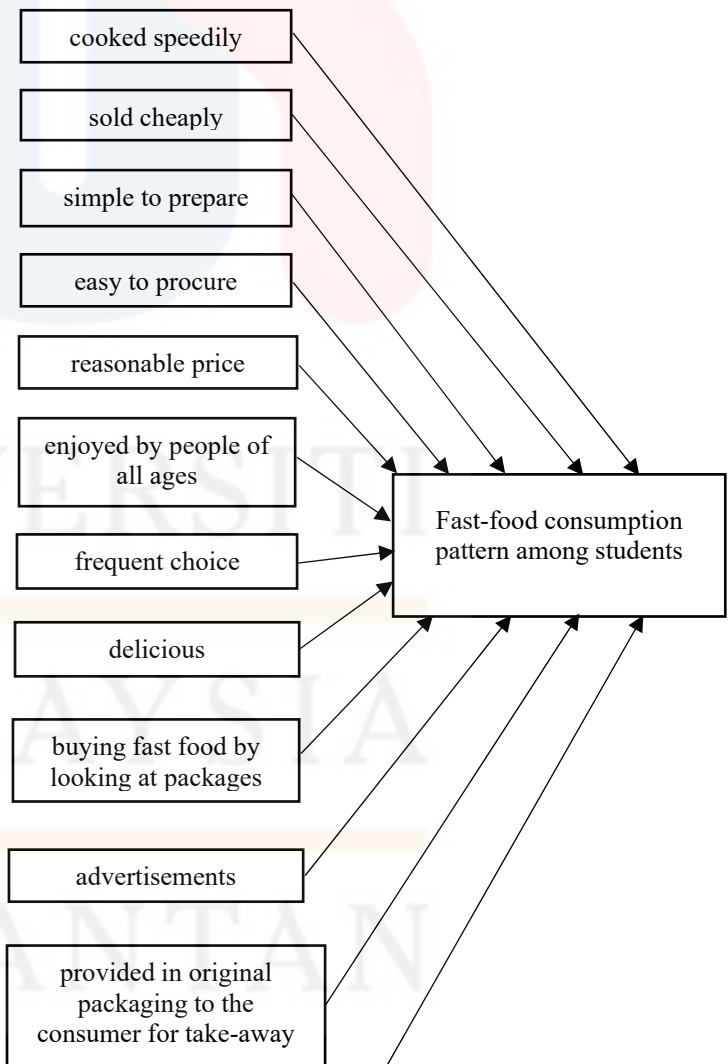 cooked speedily
sold cheaply
simple to prepare
easy to procure
reasonable price
enjoyed by people of
all ages
frequent choice
delicious
buying fast food by
looking at packages
advertisements
provided in original
packaging to the
consumer for take-away
Fast-food consumption
pattern among students